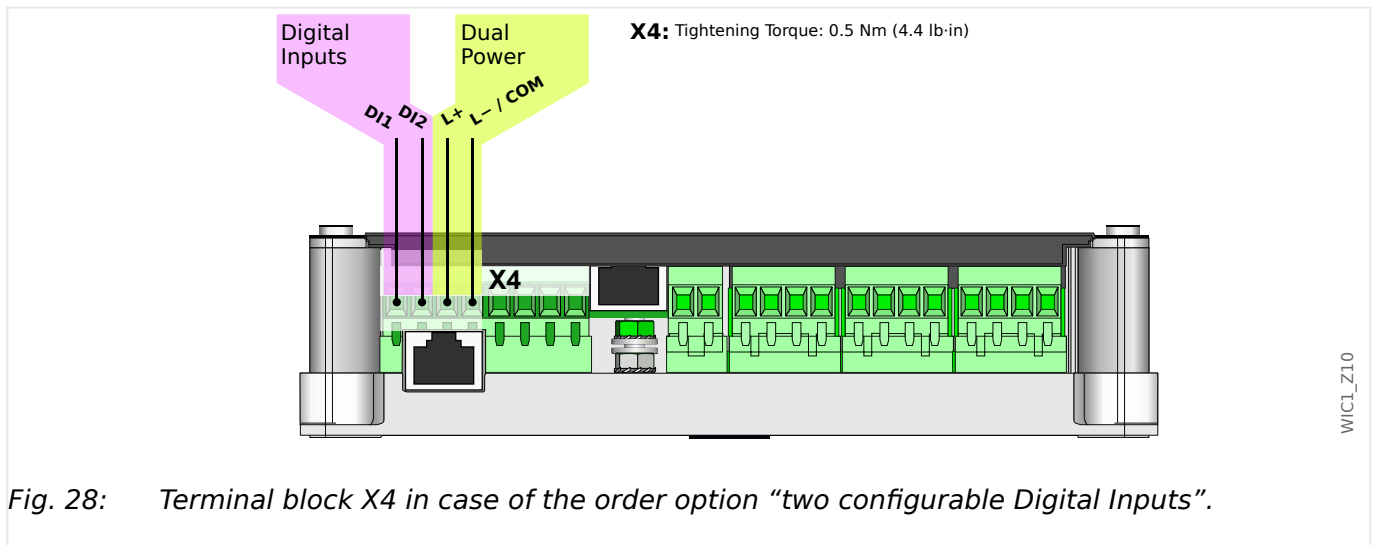 Digital
Inputs
Dual
Power
X4: Tightening Torque: 0.5 Nm (4.4 lb·in)
DI1
DI2
L+
L− / COM
X4
WIC1_Z10
Fig. 28: Terminal block X4 in case of the order option “two configurable Digital Inputs”.